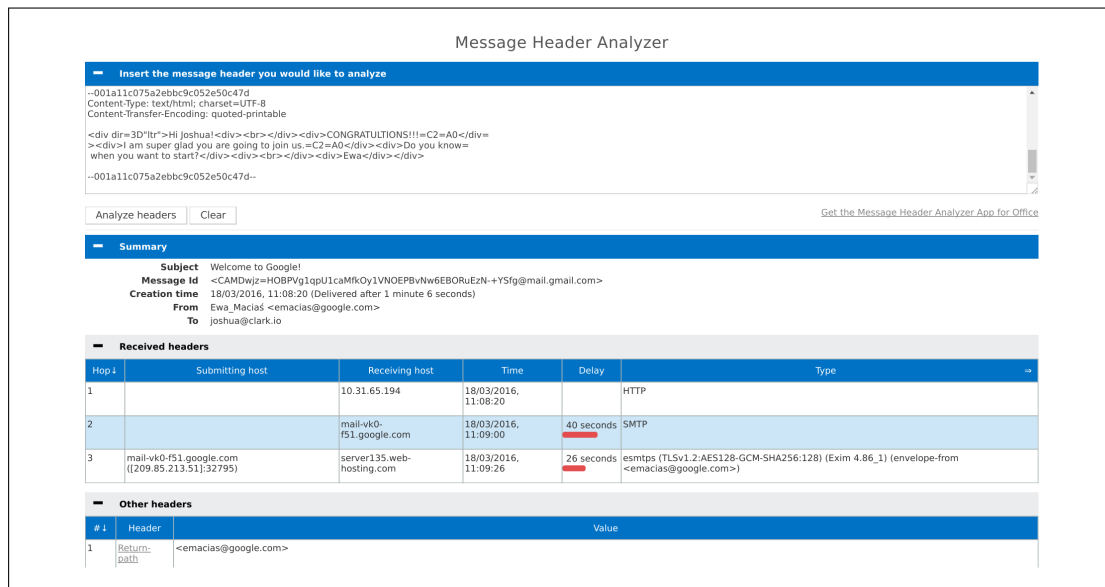 Message Header Analyzer
Insert the message header you would like to analyze
--001a11c075a2ebbc9c052e50c47d
Content-Type: text/html; charset=UTF-8
Content-Transfer-Encoding: quoted-printable
<div dir=3D"ltr">Hi Joshua!<div><br></div><div>CONGRATULTIONS!!!=C2=A0</div=
><div>I am super glad you are going to join us.=C2=A0</div><div>Do you know=
when you want to start?</div><div><br></div><div>Ewa</div></div>
--001a11c075a2ebbc9c052e50c47d--
Analyze headers Clear Get the Message Header Analyzer App for Office
Summary
Subject Welcome to Google!
Message Id <CAMDwjz=HOBPVg1qpU1caMfkOy1VNOEPBvNw6EBORuEzN-+YSfg@mail.gmail.com>
Creation time 18/03/2016, 11:08:20 (Delivered after 1 minute 6 seconds)
From Ewa_Maciaś <emacias@google.com>
To joshua@clark.io
Received headers
Hop↓ Submitting host Receiving host Time Delay Type ⇒
1 10.31.65.194 18/03/2016, HTTP
11:08:20
2 mail-vk0- 18/03/2016, 40 seconds SMTP
f51.google.com 11:09:00
3 mail-vk0-f51.google.com server135.web- 18/03/2016, 26 seconds esmtps (TLSv1.2:AES128-GCM-SHA256:128) (Exim 4.86_1) (envelope-from
([209.85.213.51]:32795) hosting.com 11:09:26 <emacias@google.com>)
Other headers
#↓ Header Value
1 Return- <emacias@google.com>
path